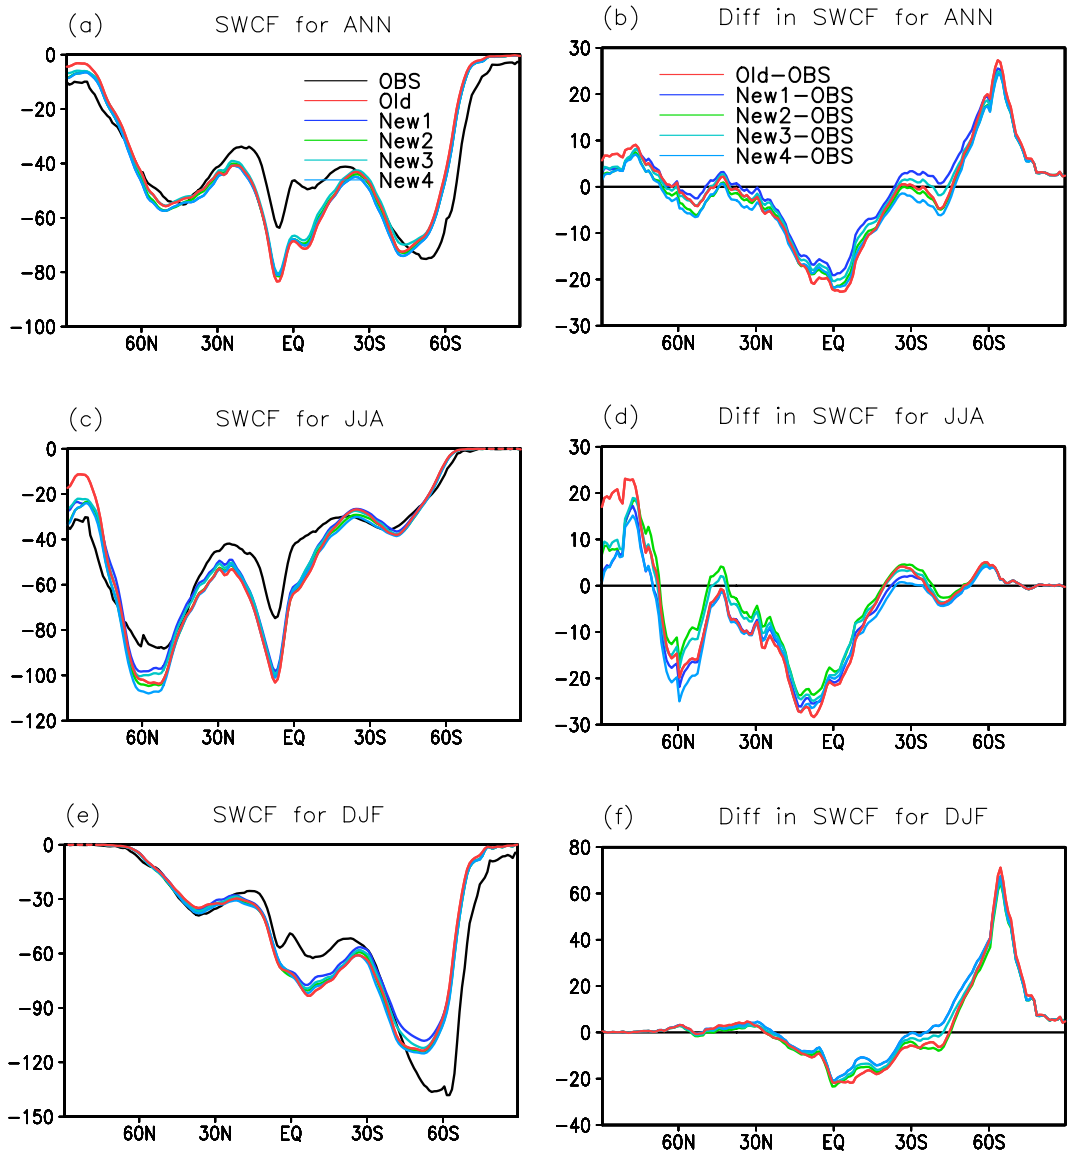 (a) SWCF for ANN
0
-20
-40
-60
-80
-100
60N 30N EQ 30S 60S
OBS
Old
New1
New2
New3
New4
(b) Diff in SWCF for ANN
30
20
10
0
-10
-20
-30
60N 30N EQ 30S 60S
Old-OBS
New1-OBS
New2-OBS
New3-OBS
New4-OBS
(c) SWCF for JJA
0
-20
-40
-60
-80
-100
-120
60N 30N EQ 30S 60S
(d) Diff in SWCF for JJA
30
20
10
0
-10
-20
-30
60N 30N EQ 30S 60S
(e) SWCF for DJF
0
-30
-60
-90
-120
-150
60N 30N EQ 30S 60S
(f) Diff in SWCF for DJF
80
60
40
20
0
-20
-40
60N 30N EQ 30S 60S